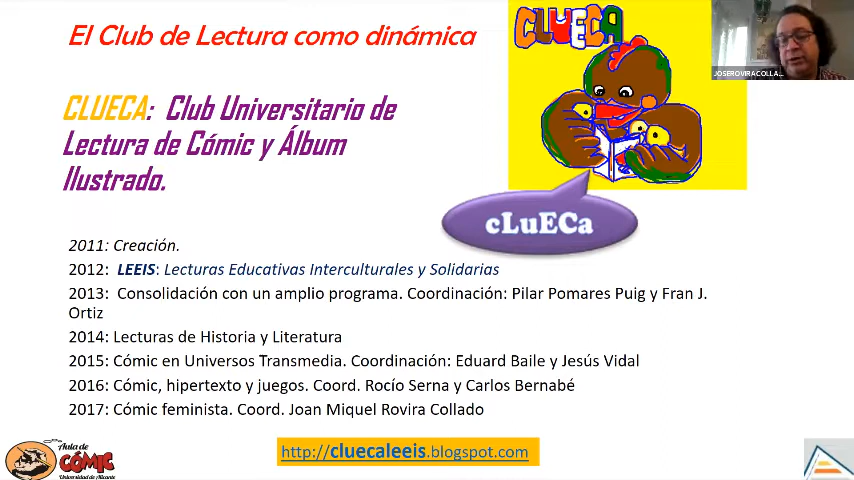 El Club de Lectura como dinámica
CLUECA
JOSEROVIRACOLLA...
CLUECA: Club Universitario de
Lectura de Cómic y Álbum
Ilustrado.
cLuECa
2011: Creación.
2012: LEEIS: Lecturas Educativas Interculturales y Solidarias
2013: Consolidación con un amplio programa. Coordinación: Pilar Pomares Puig y Fran J.
Ortiz
2014: Lecturas de Historia y Literatura
2015: Cómic en Universos Transmedia. Coordinación: Eduard Baile y Jesús Vidal
2016: Cómic, hipertexto y juegos. Coord. Rocío Serna y Carlos Bernabé
2017: Cómic feminista. Coord. Joan Miquel Rovira Collado
Aula de
CÓMIC
Universidad de Alicante
http://cluecaleeis.blogspot.com